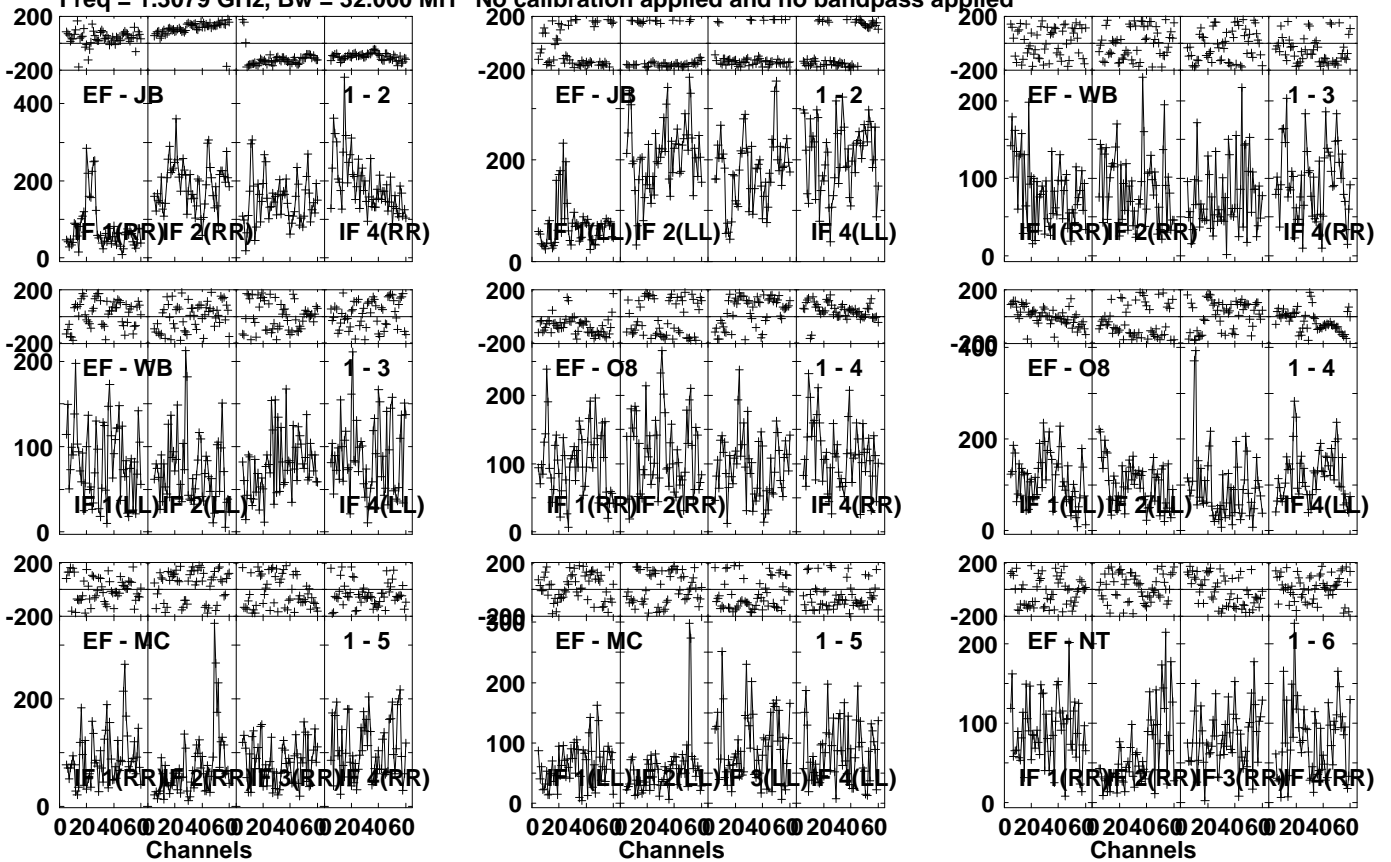 Freq = 1.5079 GHz, Bw = 32.000 MH No calibration applied and no bandpass applied
200
-200
EF - JB 1 - 2
400
200
0
IF 1(RR) IF 2(RR) IF 4(RR)
200
-200
EF - JB 1 - 2
200
0
IF 1(LL) IF 2(LL) IF 4(LL)
200
-200
EF - WB 1 - 3
200
100
0
IF 1(RR) IF 2(RR) IF 4(RR)
200
-200
EF - WB 1 - 3
200
100
0
IF 1(LL) IF 2(LL) IF 4(LL)
200
-200
EF - O8 1 - 4
200
100
0
IF 1(RR) IF 2(RR) IF 4(RR)
200
-200
400
EF - O8 1 - 4
200
0
IF 1(LL) IF 2(LL) IF 4(LL)
200
-200
EF - MC 1 - 5
200
0
IF 1(RR) IF 2(RR) IF 3(RR) IF 4(RR)
0 20 40 60 0 20 40 60 0 20 40 60 0 20 40 60
Channels
200
-200
300
EF - MC 1 - 5
200
100
0
IF 1(LL) IF 2(LL) IF 3(LL) IF 4(LL)
0 20 40 60 0 20 40 60 0 20 40 60 0 20 40 60
Channels
200
-200
EF - NT 1 - 6
200
100
0
IF 1(RR) IF 2(RR) IF 3(RR) IF 4(RR)
0 20 40 60 0 20 40 60 0 20 40 60 0 20 40 60
Channels